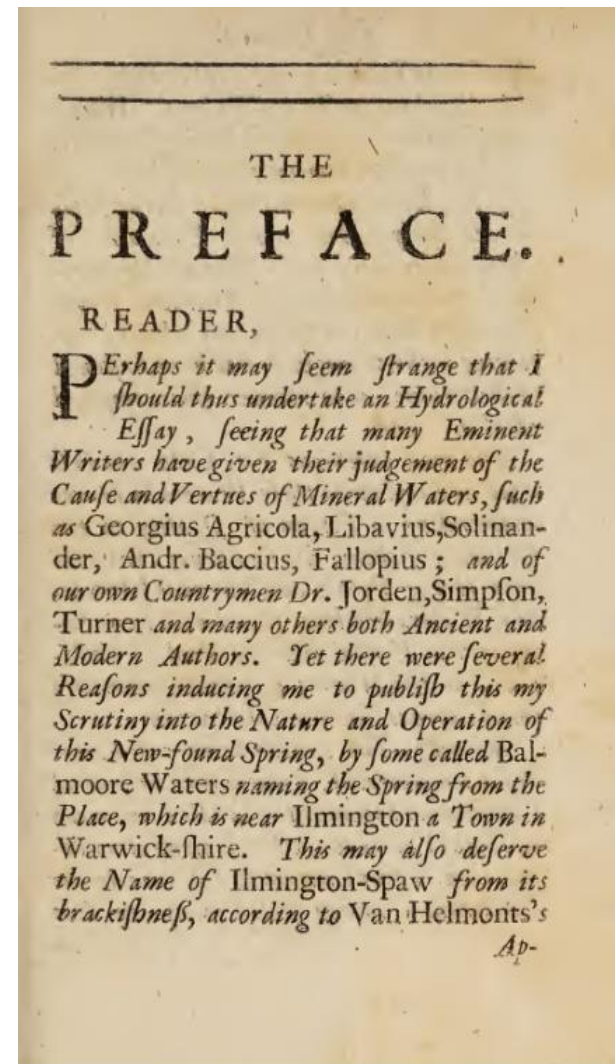 THE
PREFACE.
READER,
PErhaps it may ſeem ſtrange that I
ſhould thus undertake an Hydrological
Eſſay, ſeeing that many Eminent
Writers have given their judgement of the
Cauſe and Vertues of Mineral Waters, ſuch
as Georgius Agricola, Libavius, Solinan-
der, Andr. Baccius, Fallopius; and of
our own Countrymen Dr. Jorden, Simpſon,
Turner and many others both Ancient and
Modern Authors. Yet there were ſeveral
Reaſons inducing me to publiſh this my
Scrutiny into the Nature and Operation of
this New-found Spring, by ſome called Bal-
moore Waters naming the Spring from the
Place, which is near Ilmington a Town in
Warwick-ſhire. This may alſo deſerve
the Name of Ilmington-Spaw from its
brackiſhneß, according to Van Helmonts's
Ap-